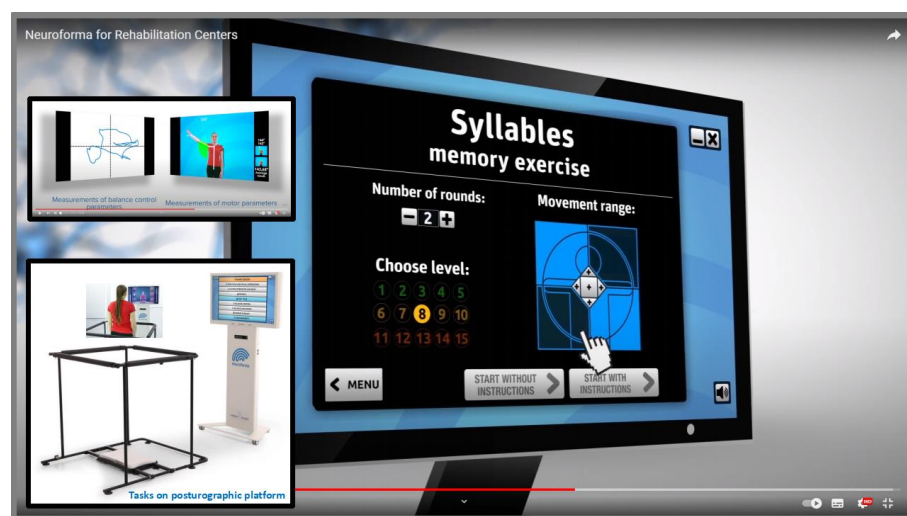 Neuroforma for Rehabilitation Centers
Measurements of balance control
parameters
Measurements of motor parameters
Syllables
memory exercise
Number of rounds:
2
Movement range:
Choose level:
1 2 3 4 5
6 7 8 9 10
11 12 13 14 15
MENU
START WITHOUT
INSTRUCTIONS
START WITH
INSTRUCTIONS
Tasks on posturographic platform